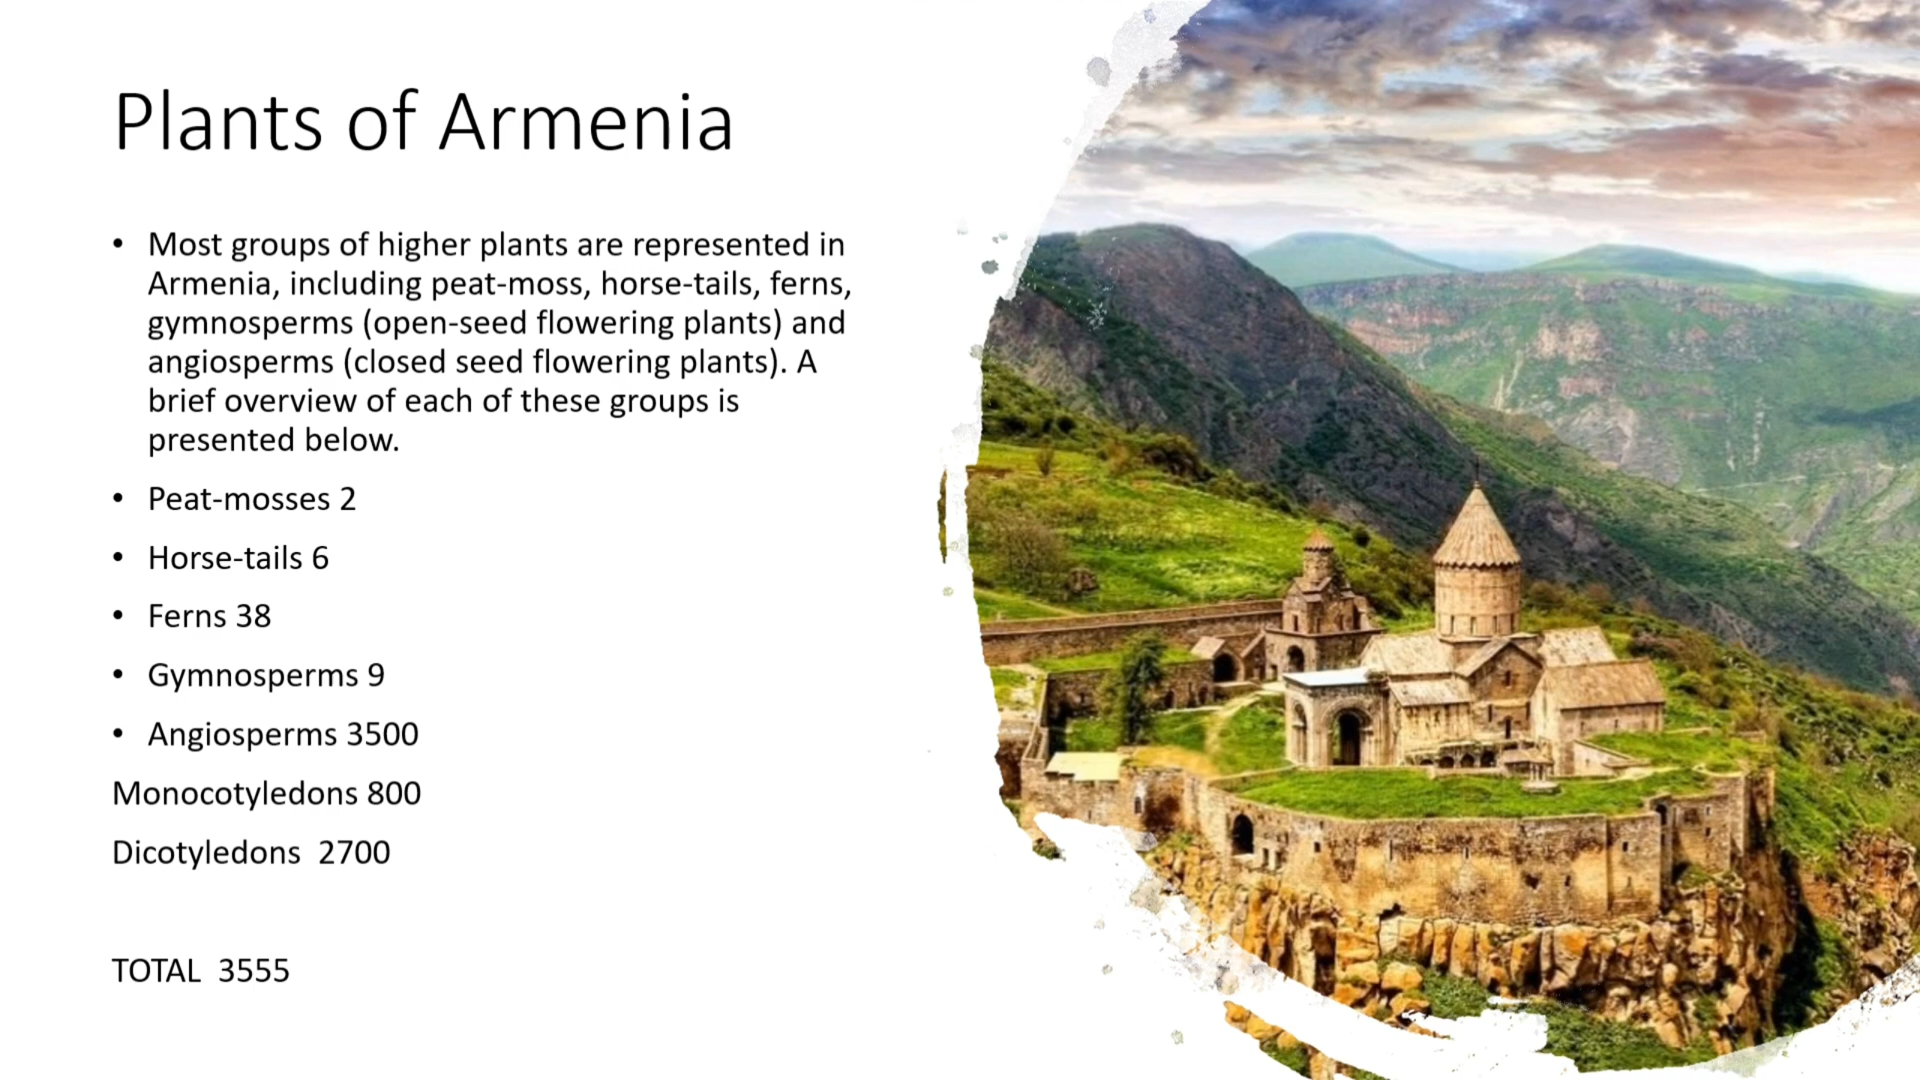 Plants of Armenia
• Most groups of higher plants are represented in
Armenia, including peat-moss, horse-tails, ferns,
gymnosperms (open-seed flowering plants) and
angiosperms (closed seed flowering plants). A
brief overview of each of these groups is
presented below.
• Peat-mosses 2
• Horse-tails 6
• Ferns 38
• Gymnosperms 9
• Angiosperms 3500
Monocotyledons 800
Dicotyledons  2700
TOTAL  3555